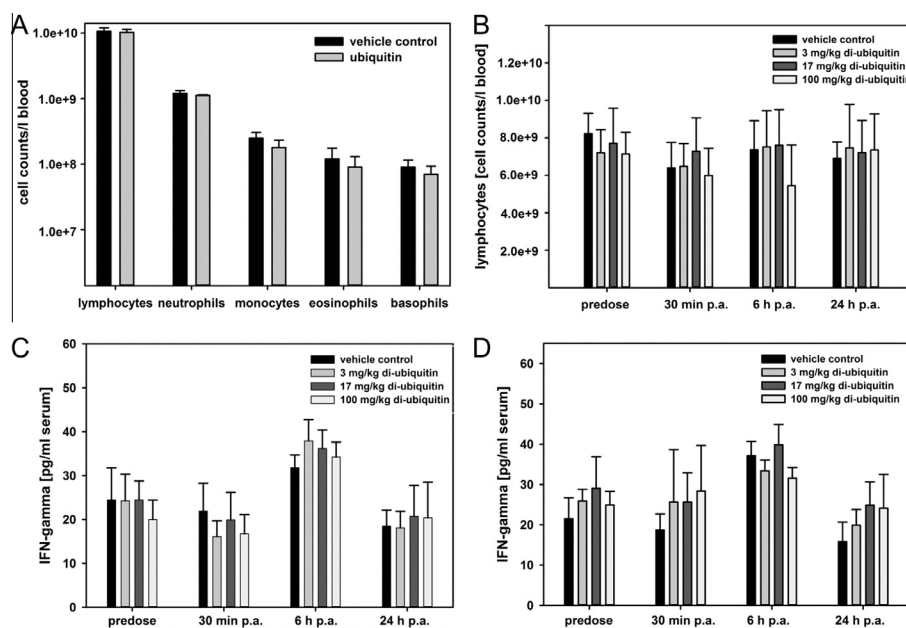 A
cell counts/l blood
1.0e+10
1.0e+9
1.0e+8
1.0e+7
vehicle control
ubiquitin
lymphocytes neutrophils monocytes eosinophils basophils
B
lymphocytes [cell counts/l blood]
1.2e+10
1.0e+10
8.0e+9
6.0e+9
4.0e+9
2.0e+9
vehicle control
3 mg/kg di-ubiquitin
17 mg/kg di-ubiquitin
100 mg/kg di-ubiquitin
predose 30 min p.a. 6 h p.a. 24 h p.a.
C
IFN-gamma [pg/ml serum]
60
50
40
30
20
10
0
vehicle control
3 mg/kg di-ubiquitin
17 mg/kg di-ubiquitin
100 mg/kg di-ubiquitin
predose 30 min p.a. 6 h p.a. 24 h p.a.
D
IFN-gamma [pg/ml serum]
60
50
40
30
20
10
0
vehicle control
3 mg/kg di-ubiquitin
17 mg/kg di-ubiquitin
100 mg/kg di-ubiquitin
predose 30 min p.a. 6 h p.a. 24 h p.a.